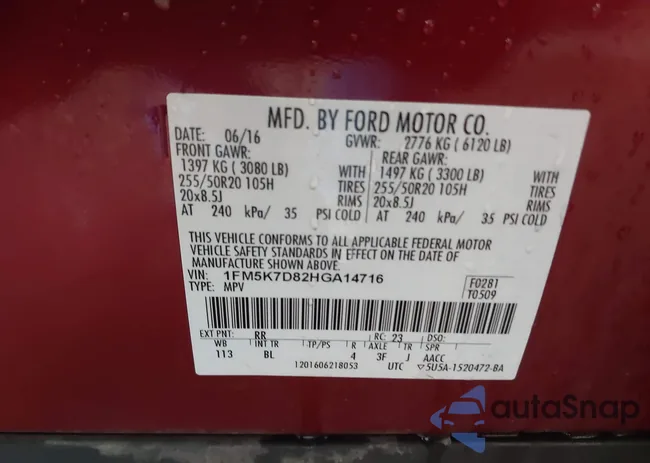 MFD. BY FORD MOTOR CO.
DATE: 06/16 GVWR: 2776 KG ( 6120 LB)
FRONT GAWR: REAR GAWR:
1397 KG ( 3080 LB) WITH 1497 KG ( 3300 LB) WITH
255/50R20 105H TIRES 255/50R20 105H TIRES
20x8.5J RIMS 20x8.5J RIMS
AT 240 kPa/ 35 PSI COLD AT 240 kPa/ 35 PSI COLD
THIS VEHICLE CONFORMS TO ALL APPLICABLE FEDERAL MOTOR
VEHICLE SAFETY STANDARDS IN EFFECT ON THE DATE OF
MANUFACTURE SHOWN ABOVE.
VIN: 1FM5K7D82HGA14716 F0281
TYPE: MPV T0509
EXT PNT: RR RC: 23 DSO:
WB INT TR TP/PS R AXLE TR SPR
113 BL 4 3F J AACC
1201606218053 UTC ▽5U5A-1520472-BA
autoSnap